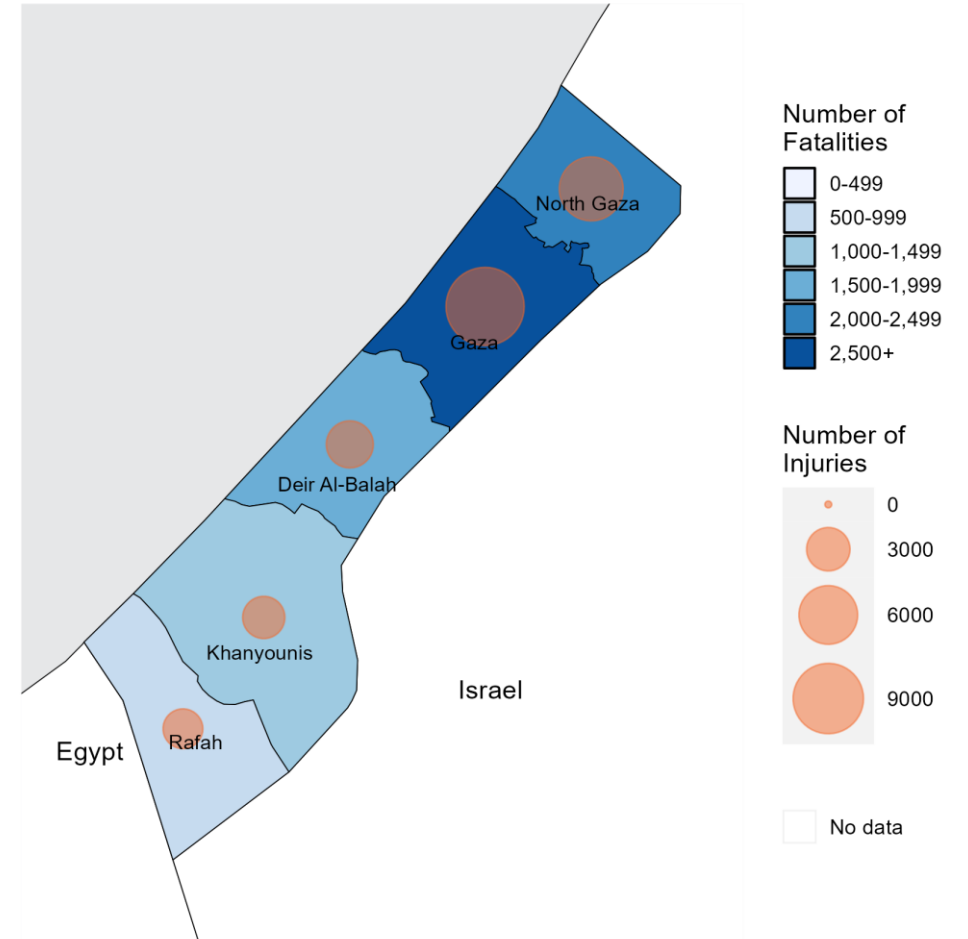 North Gaza
Gaza
Deir Al-Balah
Khanyounis
Israel
Rafah
Egypt
Number of
Fatalities
0-499
500-999
1,000-1,499
1,500-1,999
2,000-2,499
2,500+
Number of
Injuries
0
3000
6000
9000
No data